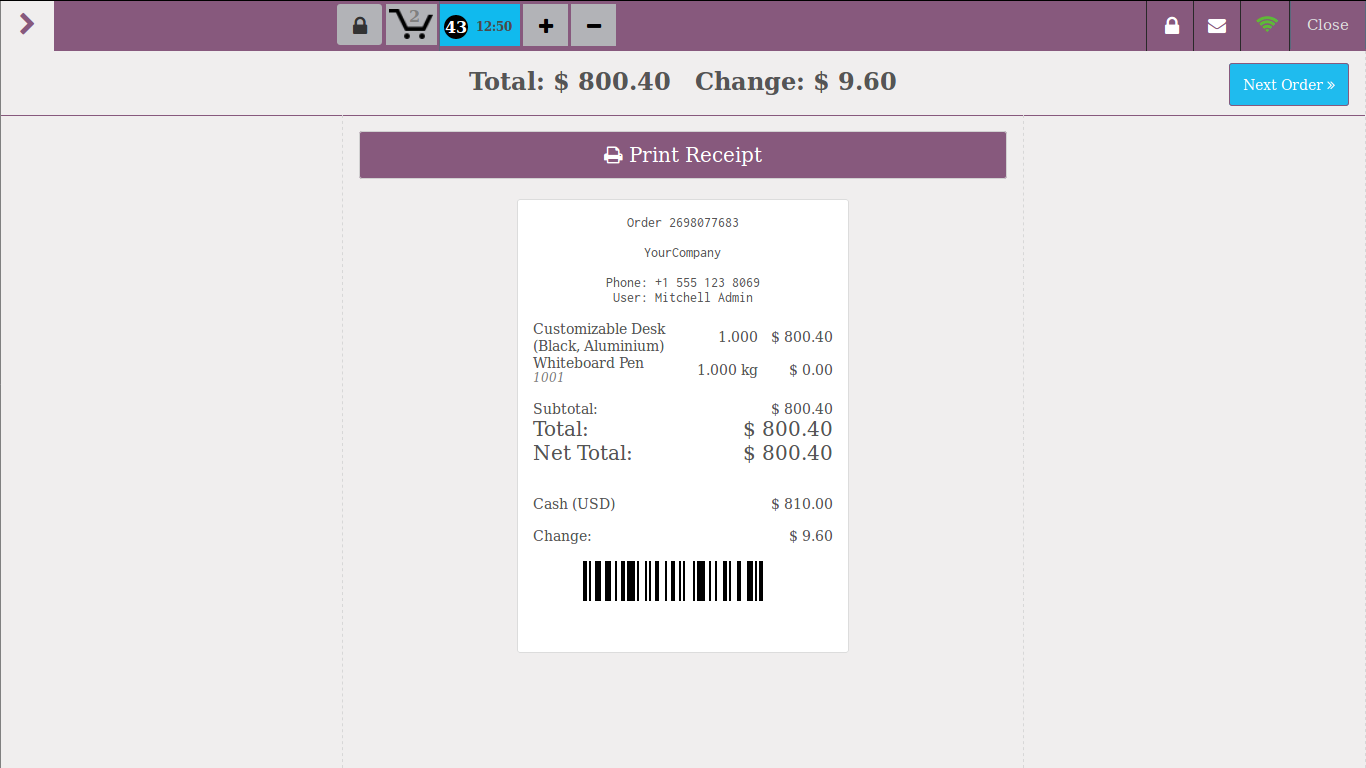 2
43 12:50
Close
Total: $ 800.40 Change: $ 9.60
Next Order »
Print Receipt
Order 2698077683
YourCompany
Phone: +1 555 123 8069
User: Mitchell Admin
Customizable Desk
(Black, Aluminium) 1.000 $ 800.40
Whiteboard Pen 1.000 kg $ 0.00
1001
Subtotal: $ 800.40
Total: $ 800.40
Net Total: $ 800.40
Cash (USD) $ 810.00
Change: $ 9.60